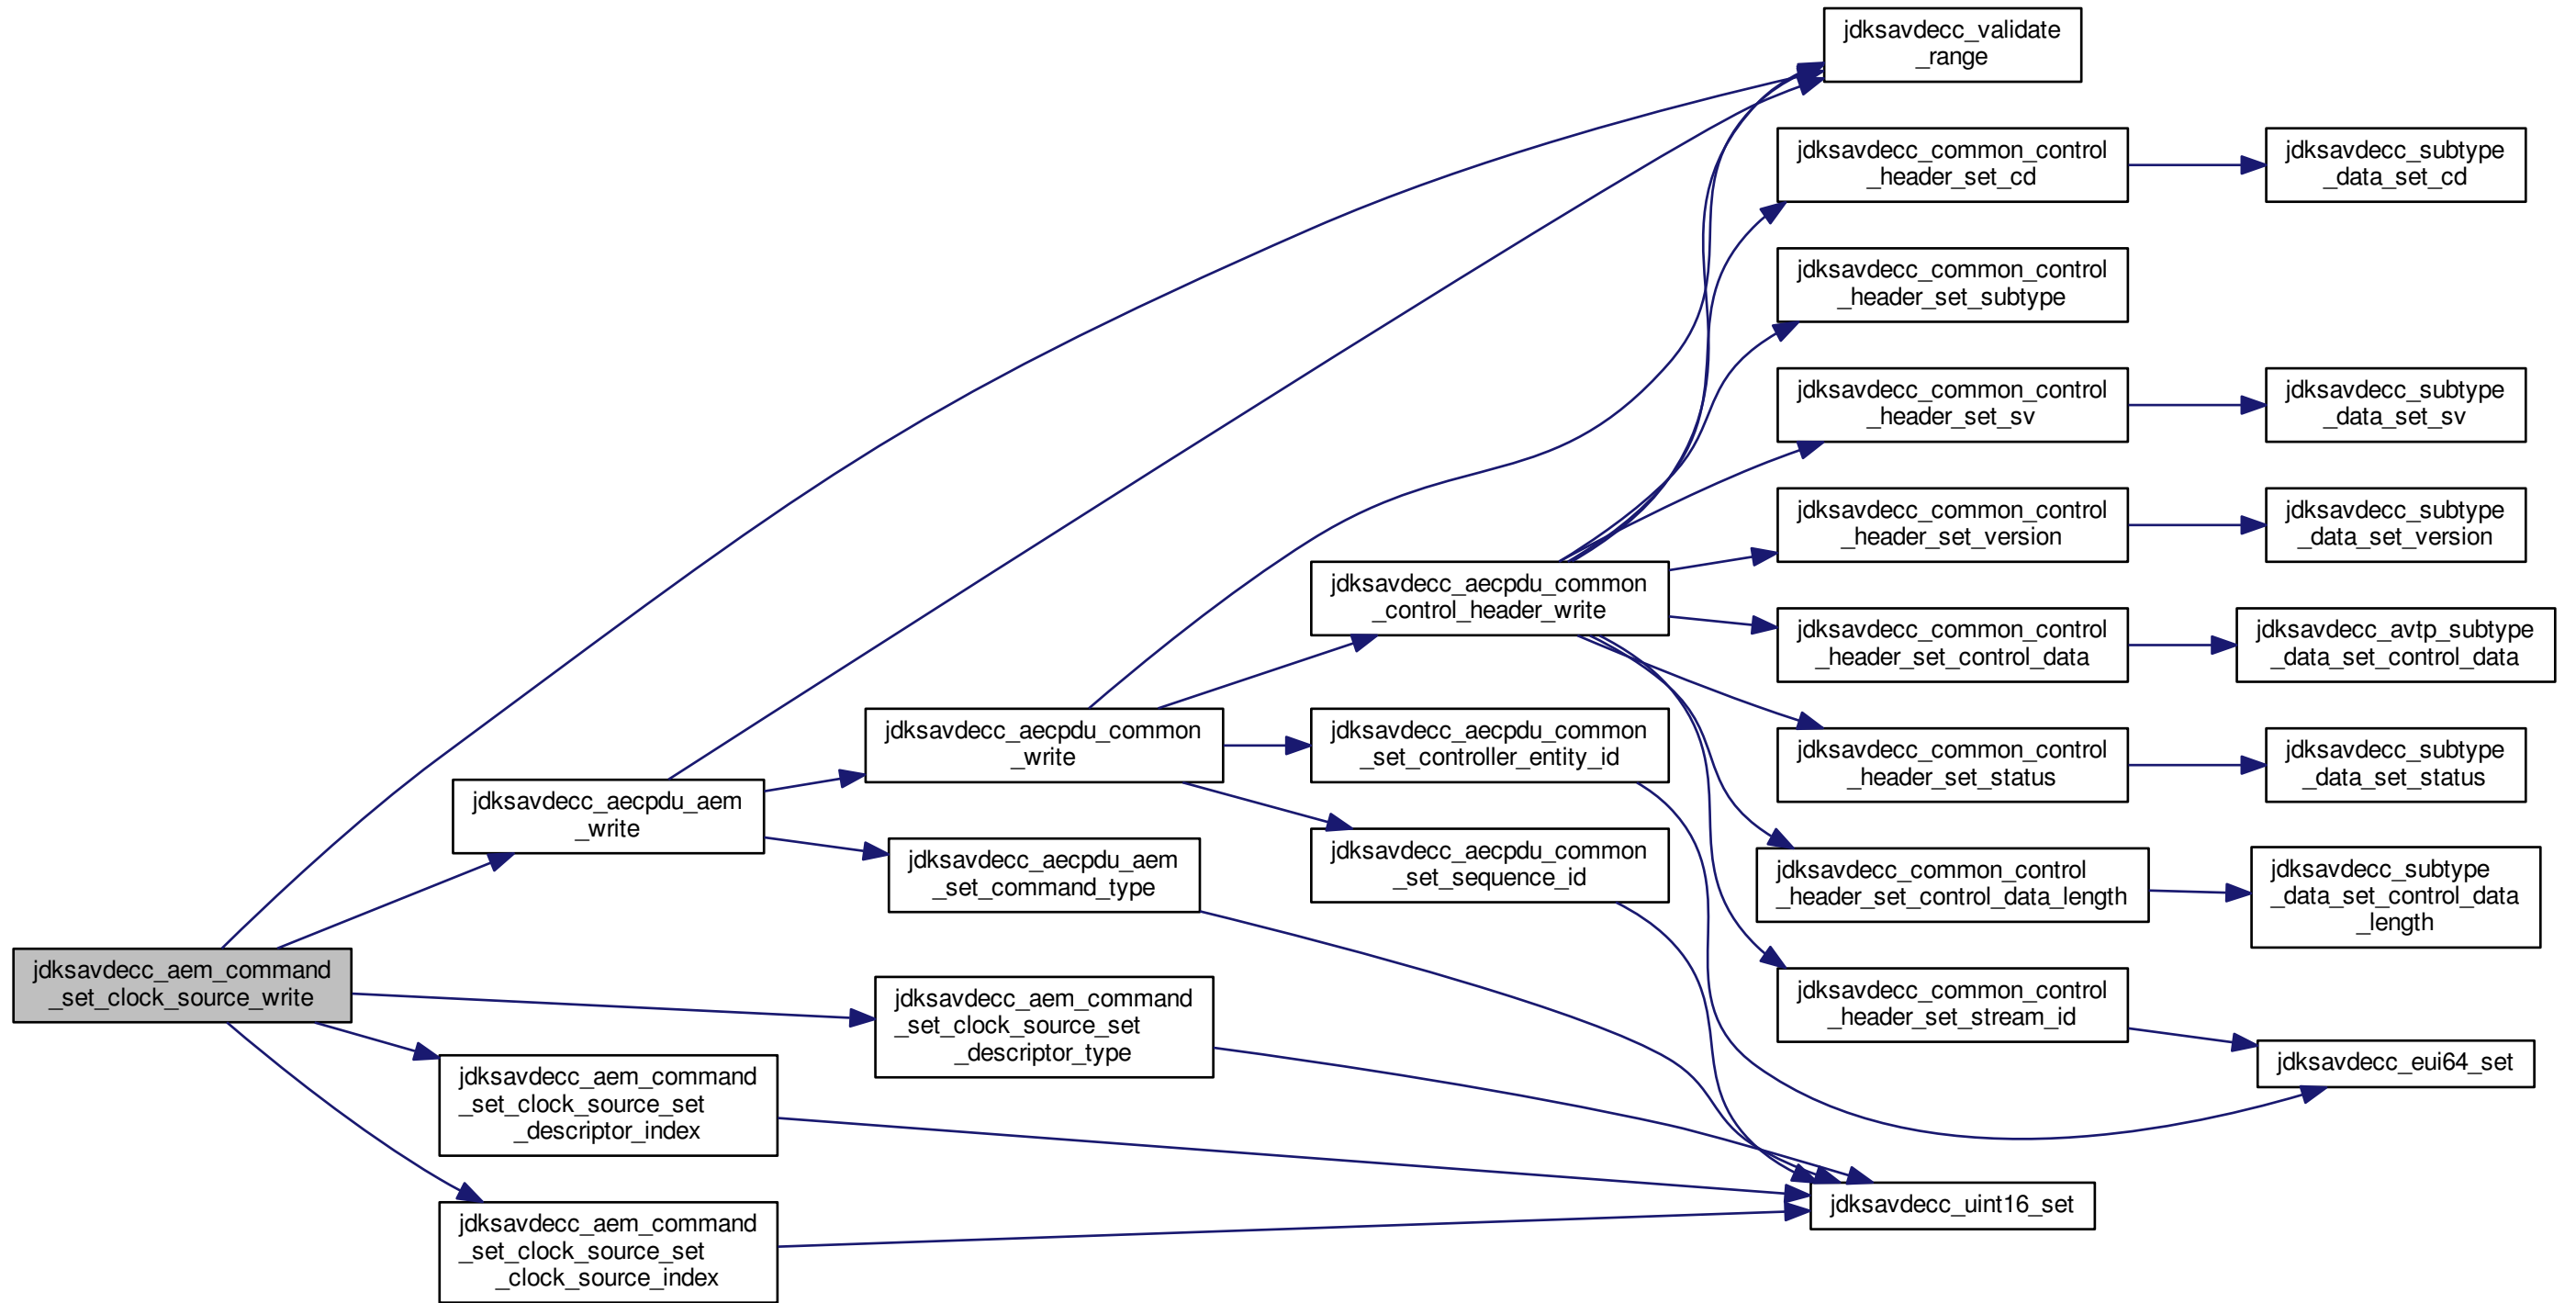 jdksavdecc_validate
_range
jdksavdecc_common_control
_header_set_cd
jdksavdecc_subtype
_data_set_cd
jdksavdecc_common_control
_header_set_subtype
jdksavdecc_common_control
_header_set_sv
jdksavdecc_subtype
_data_set_sv
jdksavdecc_common_control
_header_set_version
jdksavdecc_subtype
_data_set_version
jdksavdecc_aecpdu_common
_control_header_write
jdksavdecc_common_control
_header_set_control_data
jdksavdecc_avtp_subtype
_data_set_control_data
jdksavdecc_aecpdu_common
_write
jdksavdecc_aecpdu_common
_set_controller_entity_id
jdksavdecc_common_control
_header_set_status
jdksavdecc_subtype
_data_set_status
jdksavdecc_aecpdu_aem
_write
jdksavdecc_aecpdu_aem
_set_command_type
jdksavdecc_aecpdu_common
_set_sequence_id
jdksavdecc_common_control
_header_set_control_data_length
jdksavdecc_subtype
_data_set_control_data
_length
jdksavdecc_aem_command
_set_clock_source_write
jdksavdecc_aem_command
_set_clock_source_set
_descriptor_type
jdksavdecc_common_control
_header_set_stream_id
jdksavdecc_eui64_set
jdksavdecc_aem_command
_set_clock_source_set
_descriptor_index
jdksavdecc_uint16_set
jdksavdecc_aem_command
_set_clock_source_set
_clock_source_index